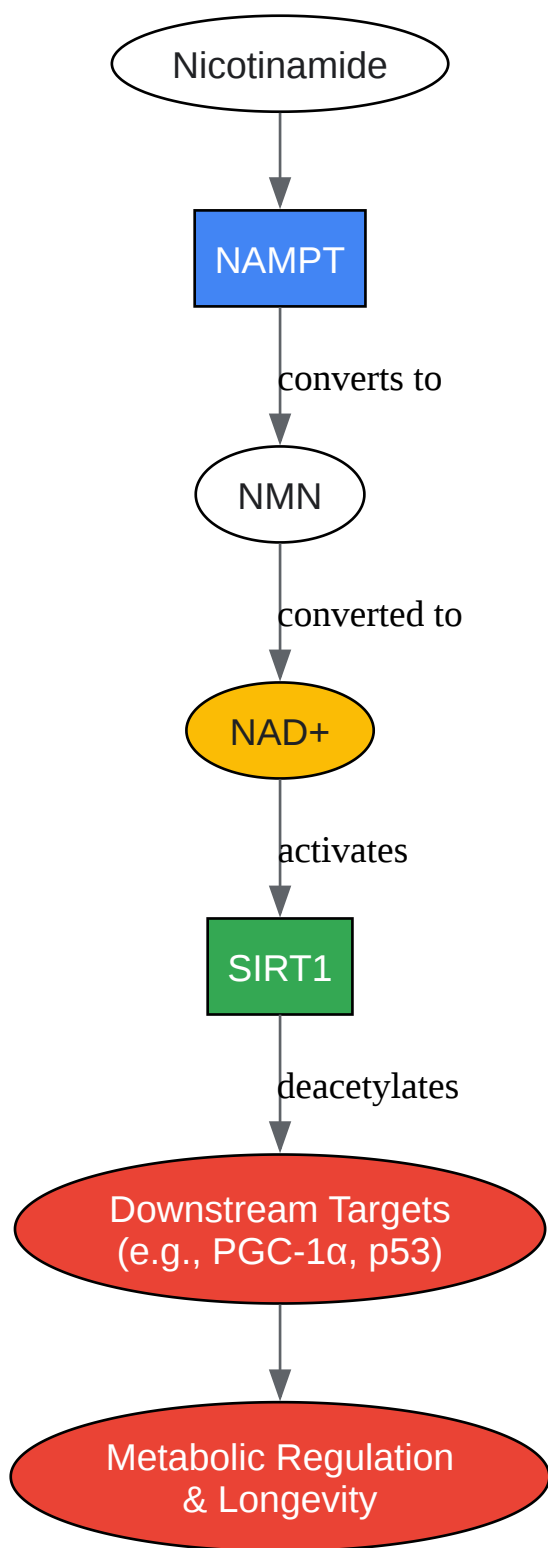 Nicotinamide
NAMPT
converts to
NMN
converted to
NAD+
activates
SIRT1
deacetylates
Downstream Targets
(e.g., PGC-1α, p53)
Metabolic Regulation
& Longevity